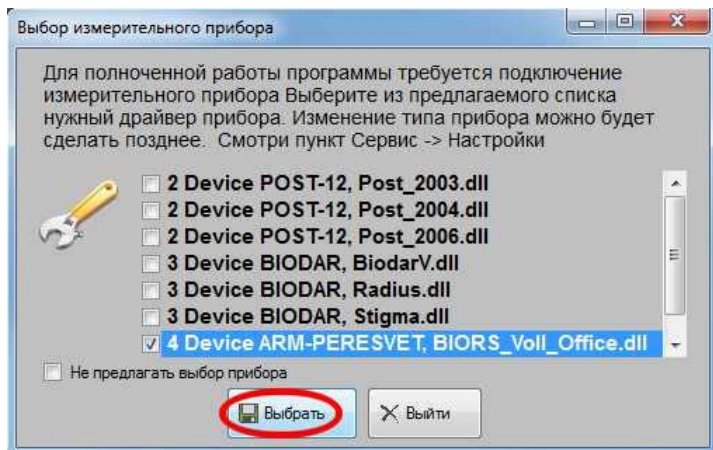 Выбор измерительного прибора
Для полноченной работы программы требуется подключение
измерительного прибора Выберите из предлагаемого списка
нужный драйвер прибора. Изменение типа прибора можно будет
сделать позднее. Смотри пункт Сервис -> Настройки
2 Device POST-12, Post_2003.dll
2 Device POST-12, Post_2004.dll
2 Device POST-12, Post_2006.dll
3 Device BIODAR, BiodarV.dll
3 Device BIODAR, Radius.dll
3 Device BIODAR, Stigma.dll
4 Device ARM-PERESVET, BIORS_Voll_Office.dll
Не предлагать выбор прибора
Выбрать
Выйти